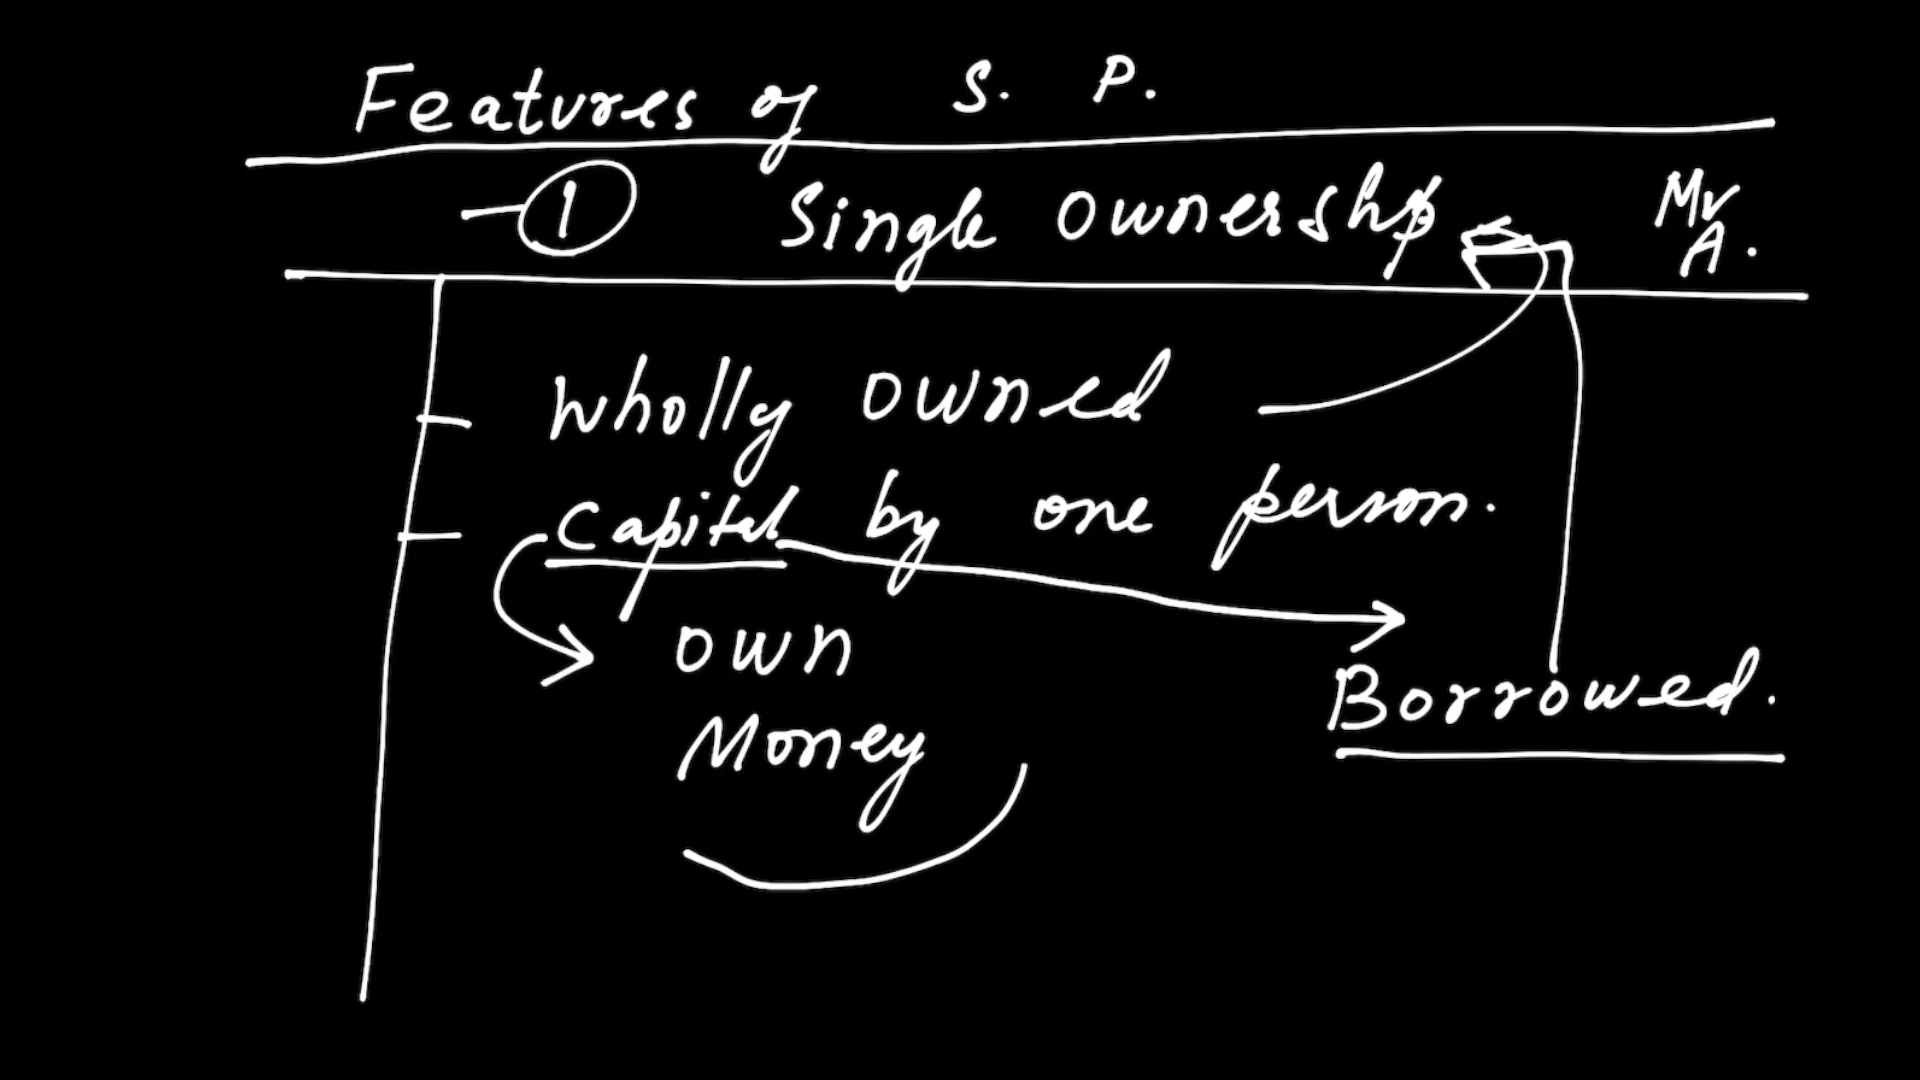 Features of S. P.
1 Single ownership Mr A.
Wholly owned
Capital by one person.
own
Money
Borrowed.